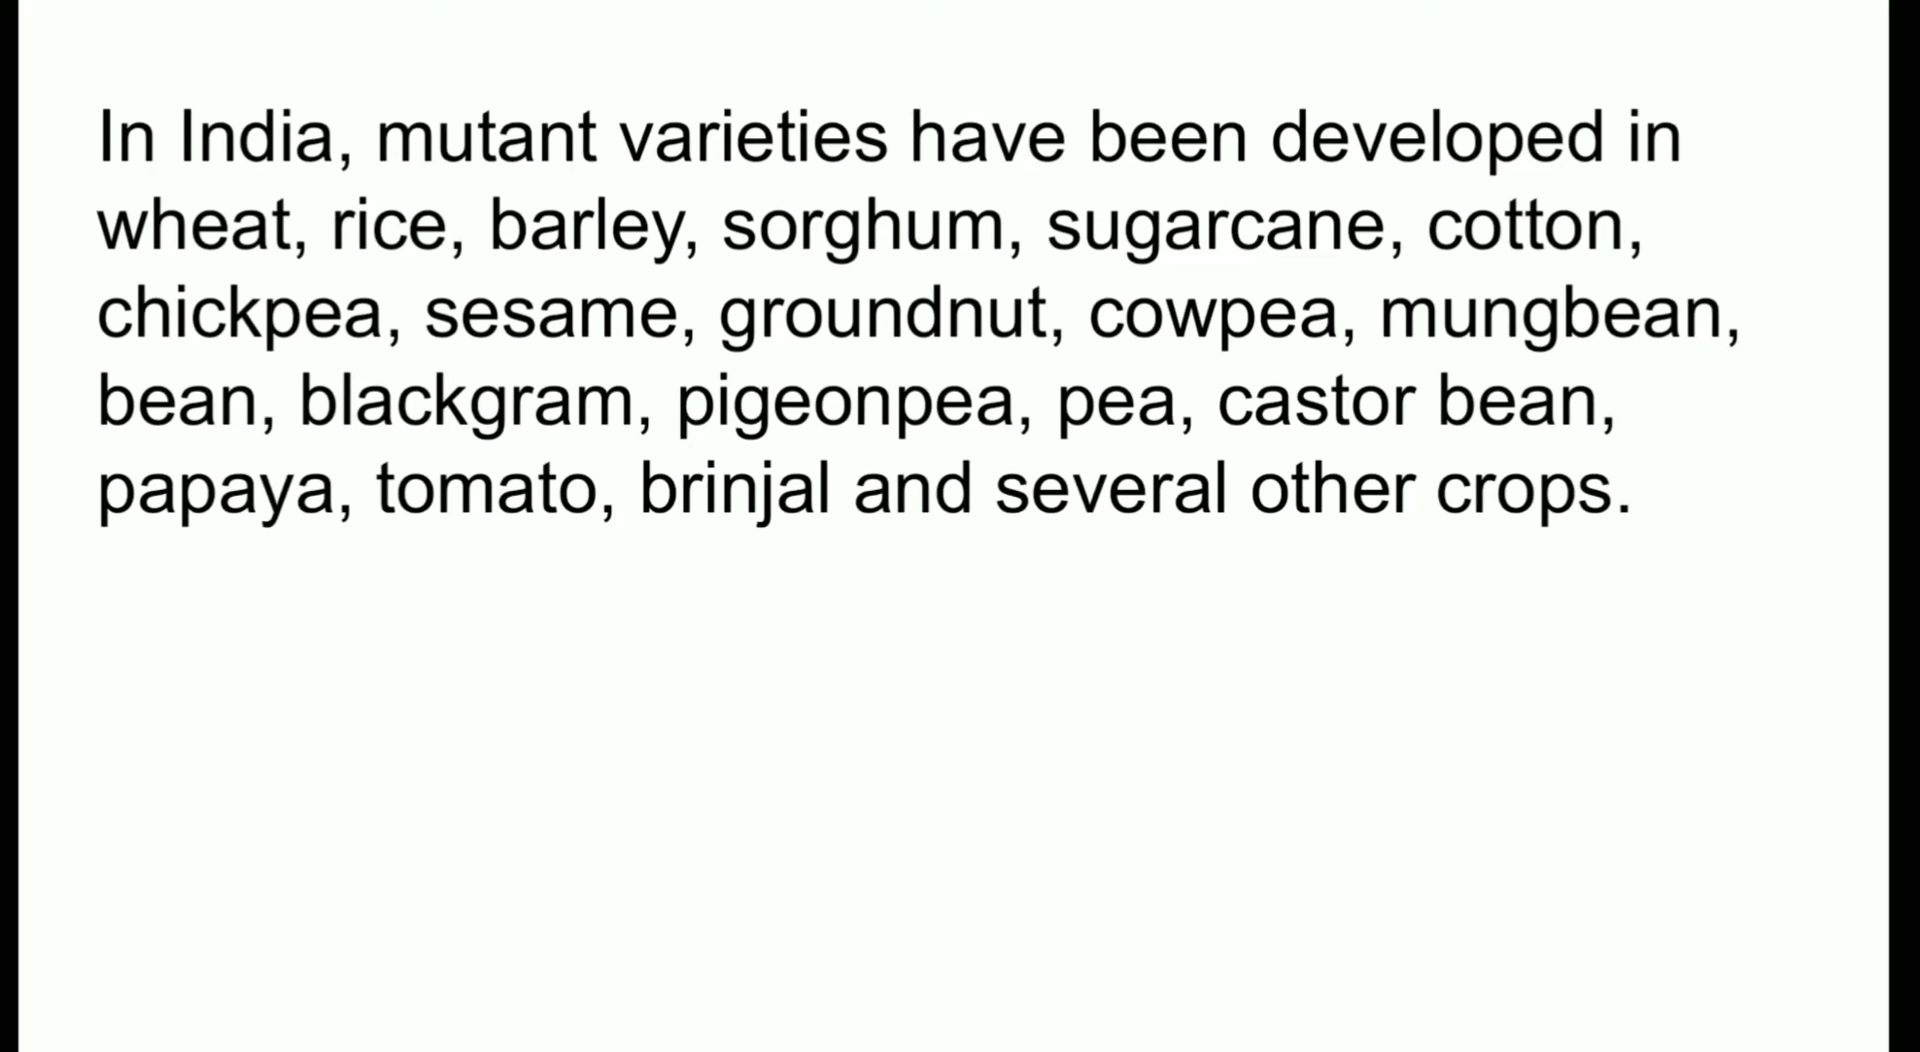 In India, mutant varieties have been developed in
wheat, rice, barley, sorghum, sugarcane, cotton,
chickpea, sesame, groundnut, cowpea, mungbean,
bean, blackgram, pigeonpea, pea, castor bean,
papaya, tomato, brinjal and several other crops.